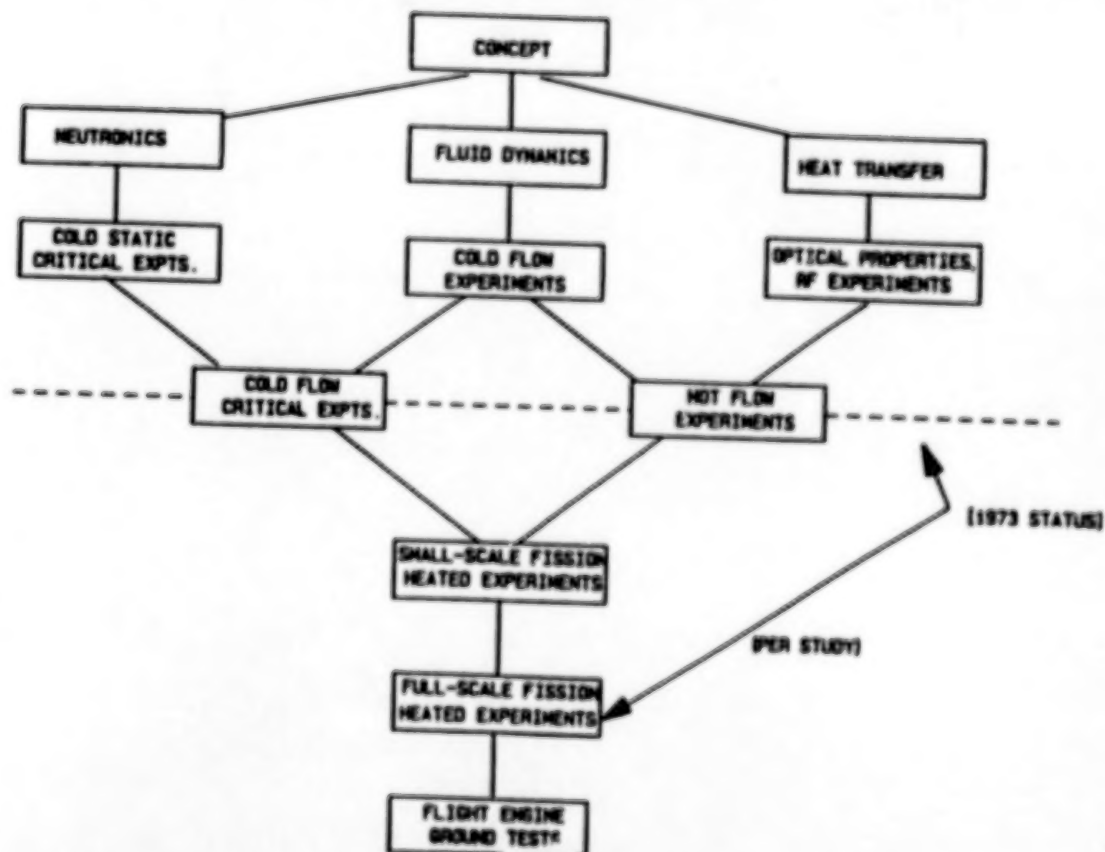 CONCEPT
NEUTRONICS
FLUID DYNAMICS
HEAT TRANSFER
COLD STATIC
CRITICAL EXPTS.
COLD FLOW
EXPERIMENTS
OPTICAL PROPERTIES,
RF EXPERIMENTS
COLD FLOW
CRITICAL EXPTS.
HOT FLOW
EXPERIMENTS
[1973 STATUS]
SMALL-SCALE FISSION
HEATED EXPERIMENTS
(PER STUDY)
FULL-SCALE FISSION
HEATED EXPERIMENTS
FLIGHT ENGINE
GROUND TEST